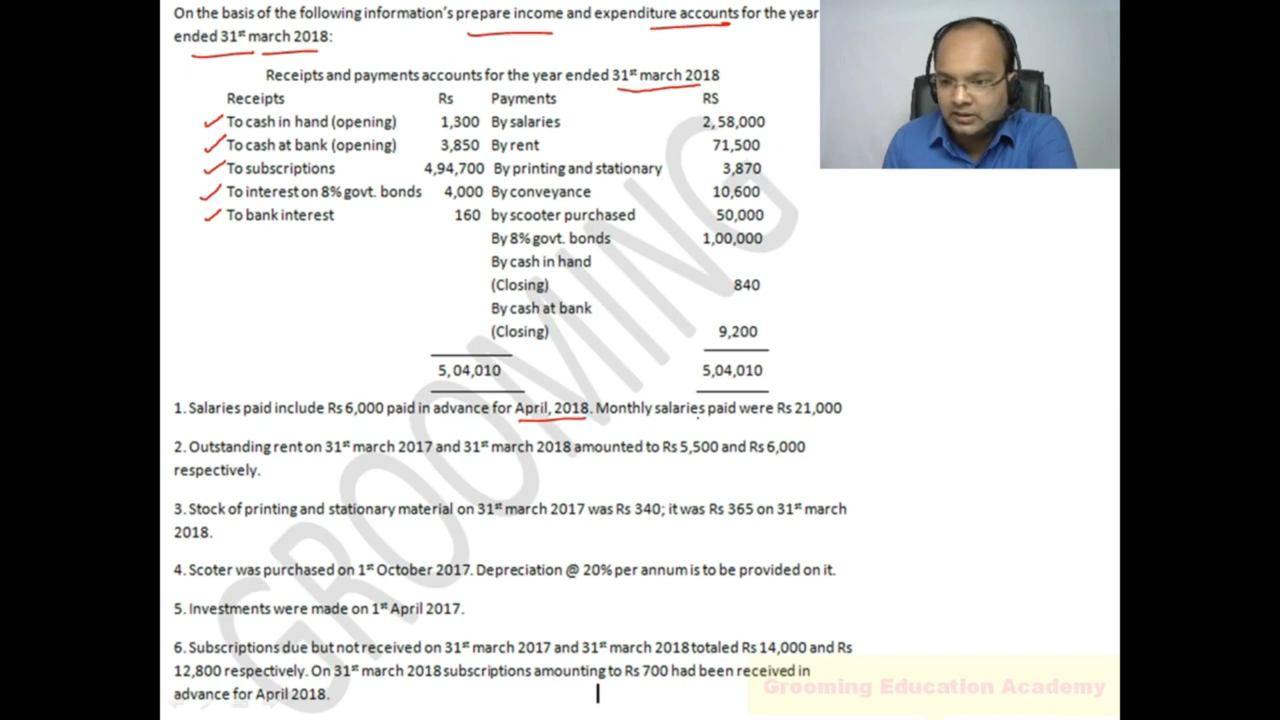 On the basis of the following information's prepare income and expenditure accounts for the year
ended 31st march 2018:
Receipts and payments accounts for the year ended 31st march 2018
Receipts Rs Payments RS
To cash in hand (opening) 1,300 By salaries 2,58,000
To cash at bank (opening) 3,850 By rent 71,500
To subscriptions 4,94,700 By printing and stationary 3,870
To interest on 8% govt. bonds 4,000 By conveyance 10,600
To bank interest 160 by scooter purchased 50,000
By 8% govt. bonds 1,00,000
By cash in hand
(Closing) 840
By cash at bank
(Closing) 9,200
5,04,010 5,04,010
1. Salaries paid include Rs 6,000 paid in advance for April, 2018. Monthly salaries paid were Rs 21,000
2. Outstanding rent on 31st march 2017 and 31st march 2018 amounted to Rs 5,500 and Rs 6,000
respectively.
3. Stock of printing and stationary material on 31st march 2017 was Rs 340; it was Rs 365 on 31st march
2018.
4. Scoter was purchased on 1st October 2017. Depreciation @ 20% per annum is to be provided on it.
5. Investments were made on 1st April 2017.
6. Subscriptions due but not received on 31st march 2017 and 31st march 2018 totaled Rs 14,000 and Rs
12,800 respectively. On 31st march 2018 subscriptions amounting to Rs 700 had been received in
advance for April 2018.
GROOMING
Grooming Education Academy